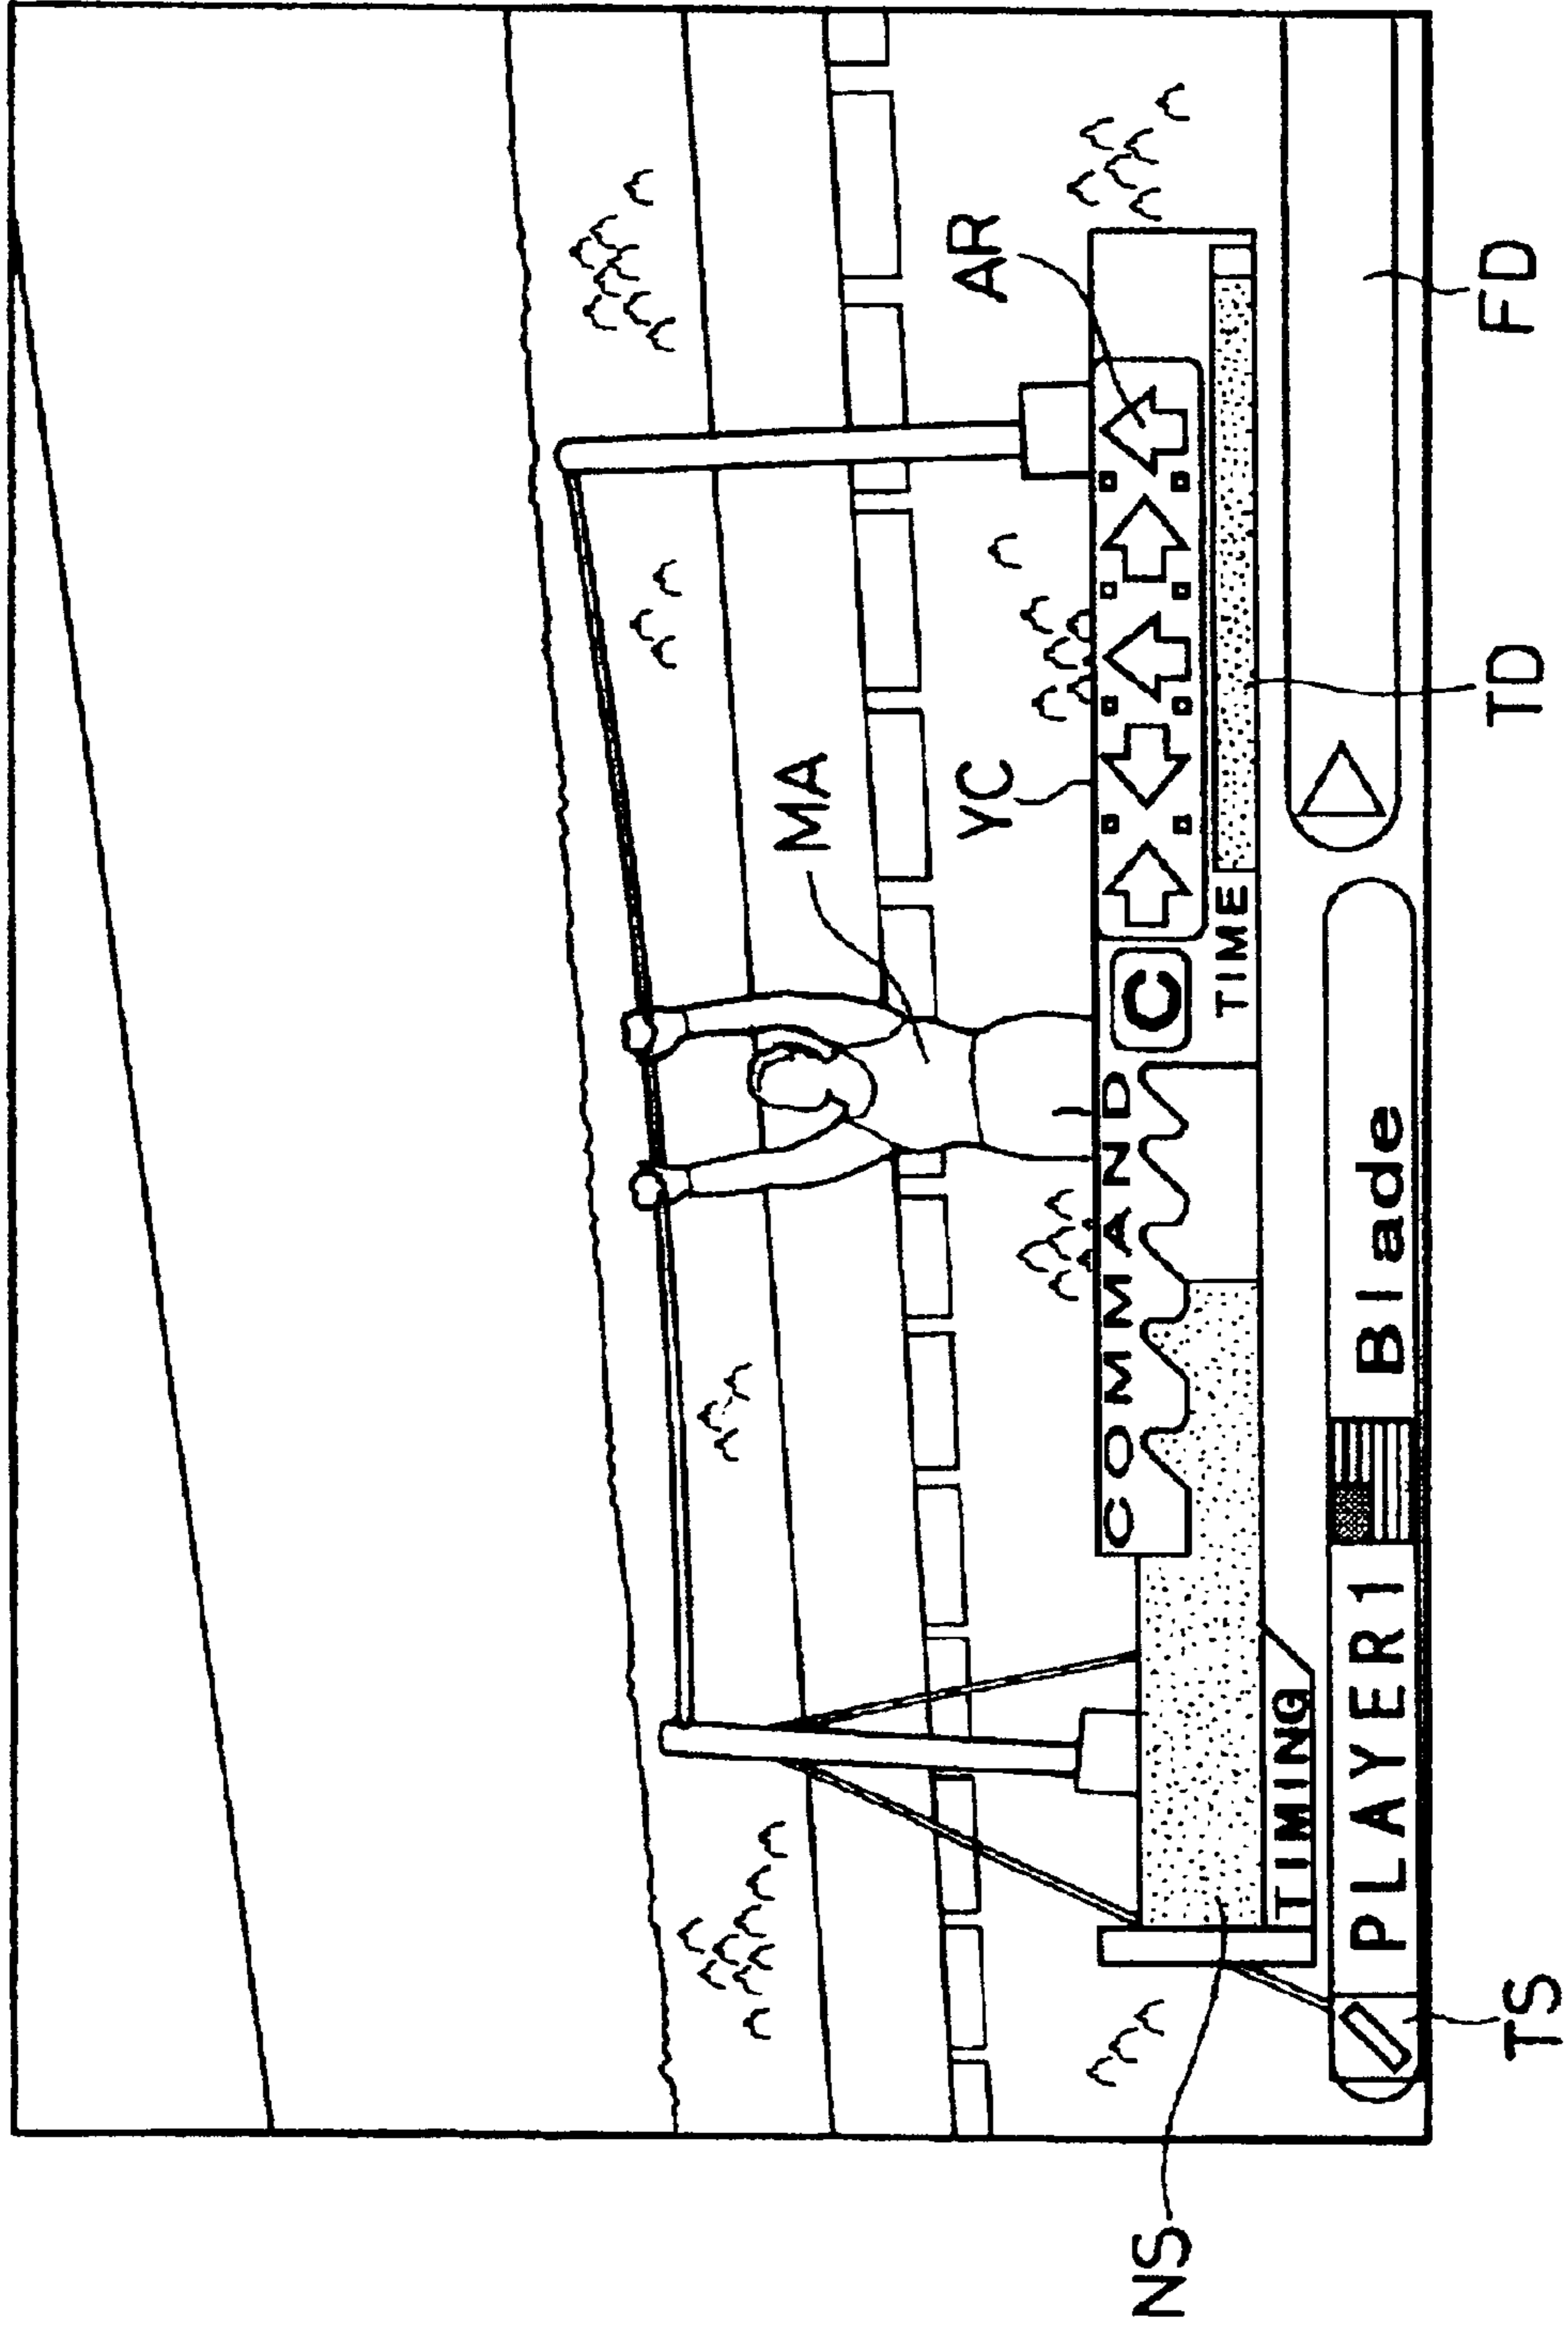 MA
AR
YC
COMMAND C
TIME
TIMING
PLAYER1 Blade
NS
TS
TD
FD